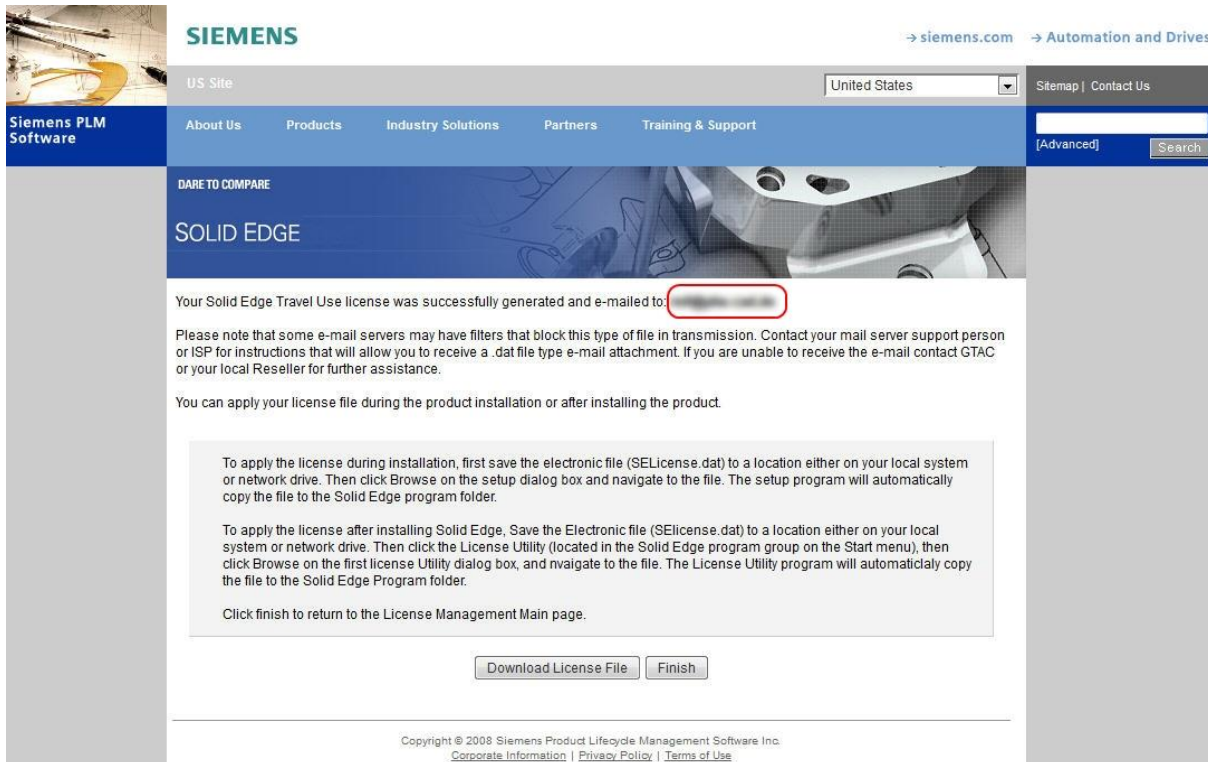 SIEMENS
→ siemens.com → Automation and Drives
US Site
United States
Sitemap | Contact Us
Siemens PLM
Software
About Us Products Industry Solutions Partners Training & Support
[Advanced] Search
DARE TO COMPARE
SOLID EDGE
Your Solid Edge Travel Use license was successfully generated and e-mailed to:
Please note that some e-mail servers may have filters that block this type of file in transmission. Contact your mail server support person
or ISP for instructions that will allow you to receive a .dat file type e-mail attachment. If you are unable to receive the e-mail contact GTAC
or your local Reseller for further assistance.
You can apply your license file during the product installation or after installing the product.
To apply the license during installation, first save the electronic file (SELicense.dat) to a location either on your local system
or network drive. Then click Browse on the setup dialog box and navigate to the file. The setup program will automatically
copy the file to the Solid Edge program folder.
To apply the license after installing Solid Edge, Save the Electronic file (SElicense.dat) to a location either on your local
system or network drive. Then click the License Utility (located in the Solid Edge program group on the Start menu), then
click Browse on the first license Utility dialog box, and nvaigate to the file. The License Utility program will automaticlaly copy
the file to the Solid Edge Program folder.
Click finish to return to the License Management Main page.
Download License File Finish
Copyright © 2008 Siemens Product Lifecycle Management Software Inc.
Corporate Information | Privacy Policy | Terms of Use